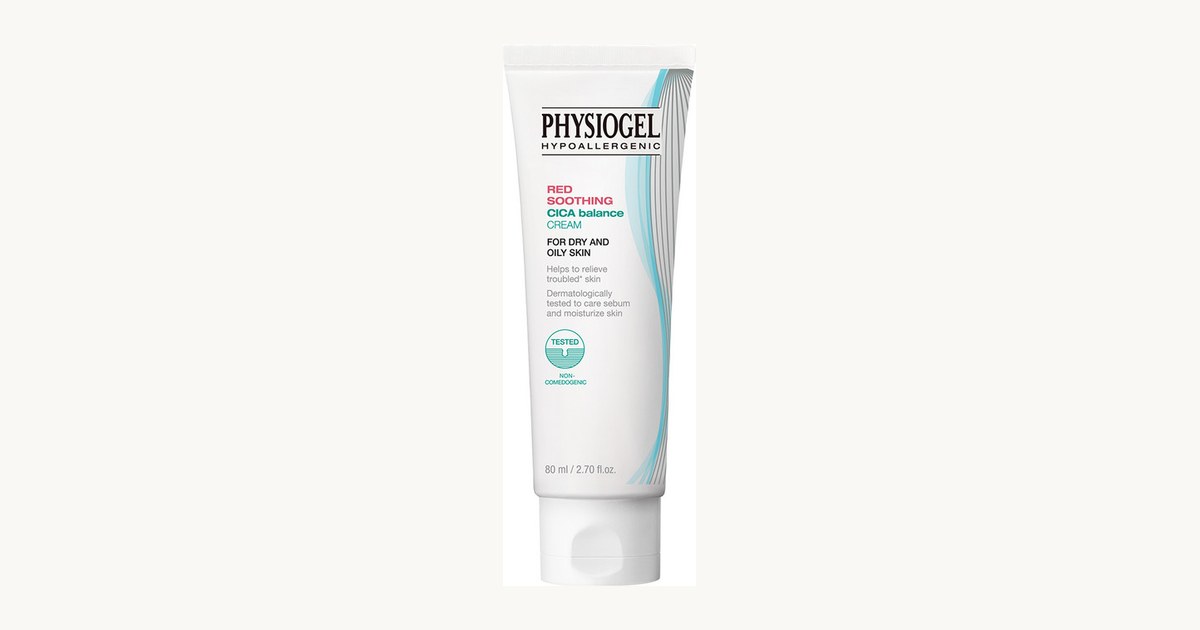 PHYSIOGEL
HYPOALLERGENIC
RED
SOOTHING
CICA balance
CREAM
FOR DRY AND
OILY SKIN
Helps to relieve
troubled* skin
Dermatologically
tested to care sebum
and moisturize skin
TESTED
NON-
COMEDOGENIC
80 ml / 2.70 fl.oz.